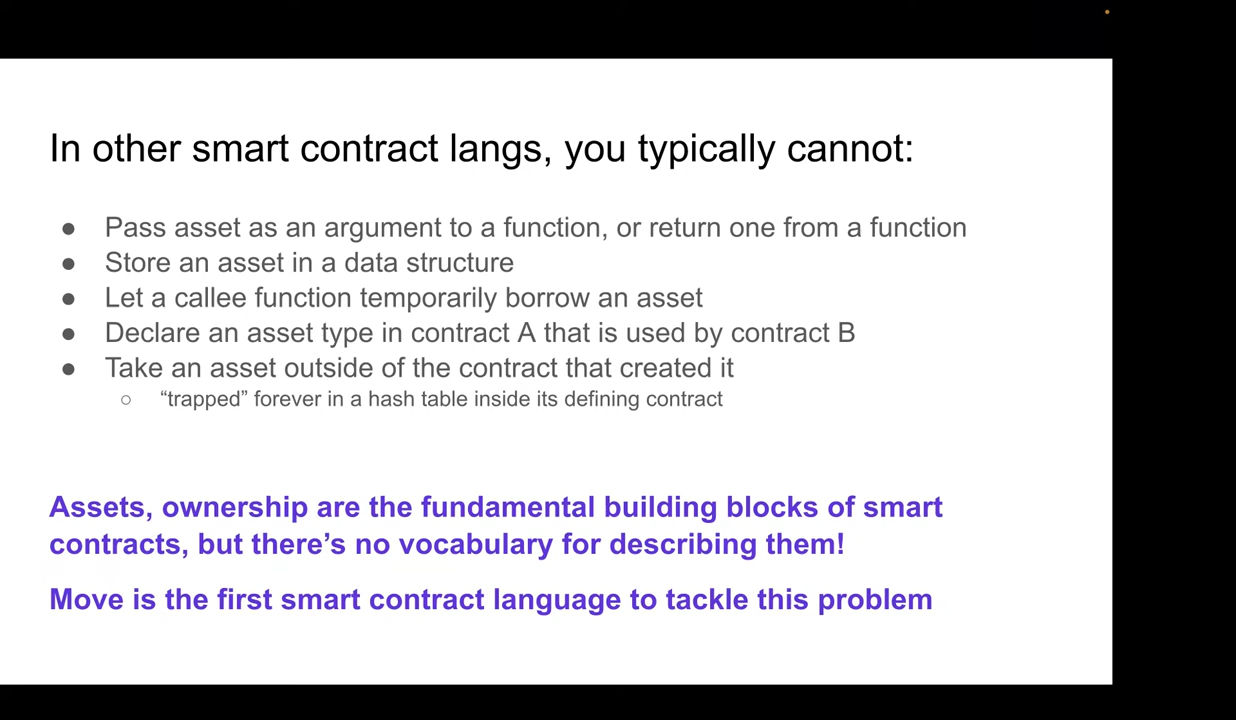 In other smart contract langs, you typically cannot:
● Pass asset as an argument to a function, or return one from a function
● Store an asset in a data structure
● Let a callee function temporarily borrow an asset
● Declare an asset type in contract A that is used by contract B
● Take an asset outside of the contract that created it
○ “trapped” forever in a hash table inside its defining contract
Assets, ownership are the fundamental building blocks of smart
contracts, but there’s no vocabulary for describing them!
Move is the first smart contract language to tackle this problem